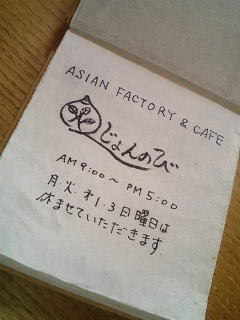 ASIAN FACTORY & CAFE
じょんのび
AM 9:00 ~ PM 5:00
月.火.オ1.3日曜日は
休ませていただきます.